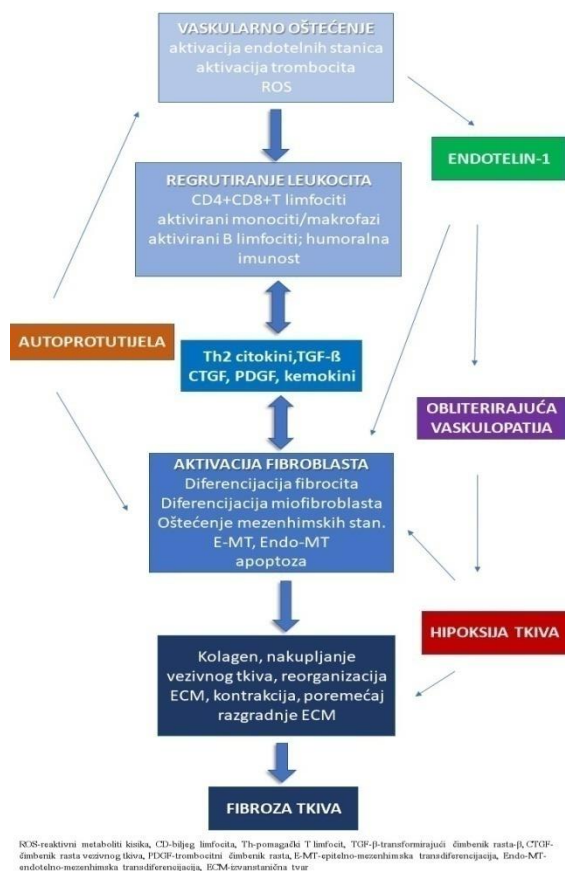 VASKULARNO OŠTEĆENJE
aktivacija endotelnih stanica
aktivacija trombocita
ROS
ENDOTELIN-1
REGRUTIRANJE LEUKOCITA
CD4+CD8+T limfociti
aktivirani monociti/makrofazi
aktivirani B limfociti; humoralna
imunost
AUTOPROTUTIJELA
Th2 citokini,TGF-ß
CTGF, PDGF, kemokini
OBLITERIRAJUĆA
VASKULOPATIJA
AKTIVACIJA FIBROBLASTA
Diferencijacija fibrocita
Diferencijacija miofibroblasta
Oštećenje mezenhimskih stan.
E-MT, Endo-MT
apoptoza
HIPOKSIJA TKIVA
Kolagen, nakupljanje
vezivnog tkiva, reorganizacija
ECM, kontrakcija, poremećaj
razgradnje ECM
FIBROZA TKIVA
ROS-reaktivni metaboliti kisika, CD-biljeg limfocita, Th-pomagački T limfocit, TGF-β-transformirajući čimbenik rasta-β, CTGF-
čimbenik rasta vezivnog tkiva, PDGF-trombocitni čimbenik rasta, E-MT-epitelno-mezenhimska transdiferencijacija, Endo-MT-
endotelno-mezenhimska transdiferencijacija, ECM-izvanstanična tvar